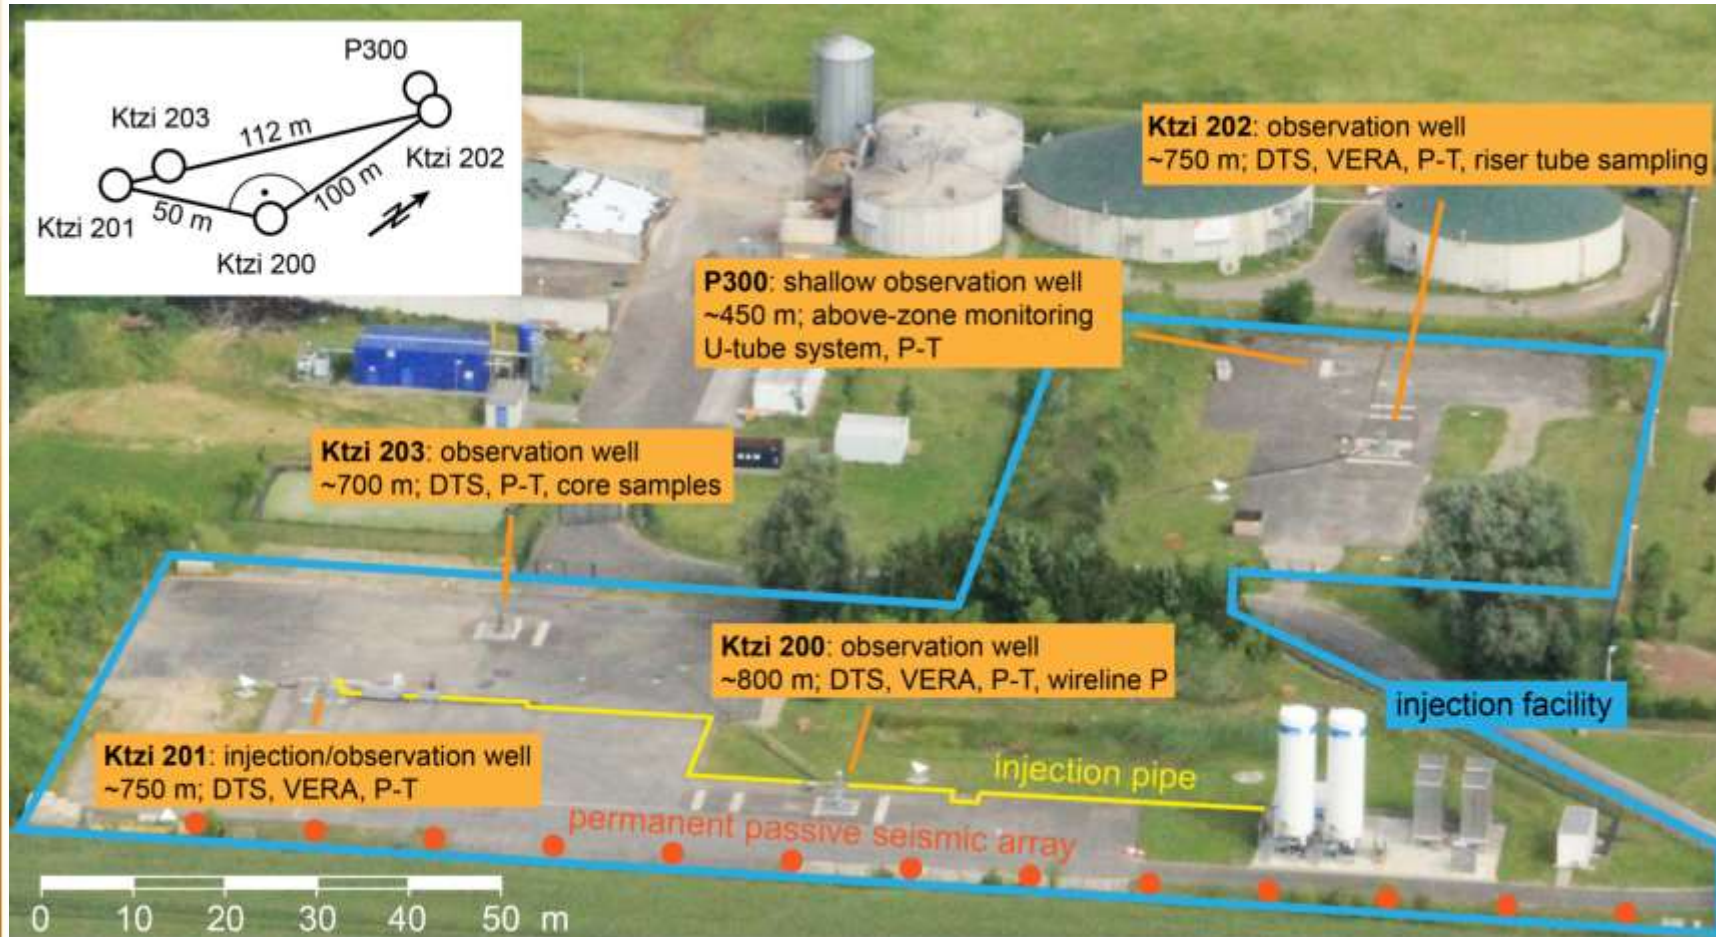 P300
Ktzi 203
112 m
Ktzi 202
100 m
50 m
Ktzi 201
Ktzi 200
Ktzi 202: observation well
~750 m; DTS, VERA, P-T, riser tube sampling
P300: shallow observation well
~450 m; above-zone monitoring
U-tube system, P-T
Ktzi 203: observation well
~700 m; DTS, P-T, core samples
Ktzi 200: observation well
~800 m; DTS, VERA, P-T, wireline P
injection facility
Ktzi 201: injection/observation well
~750 m; DTS, VERA, P-T
injection pipe
permanent passive seismic array
0 10 20 30 40 50 m